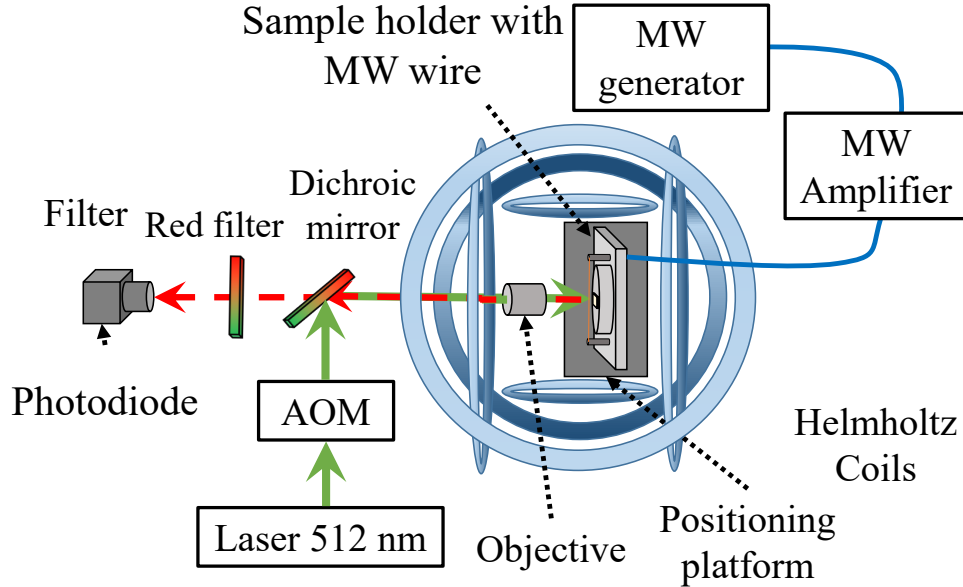 Sample holder with
MW wire
MW
generator
MW
Amplifier
Dichroic
mirror
Filter
Red filter
Photodiode
AOM
Laser 512 nm
Objective
Positioning
platform
Helmholtz
Coils